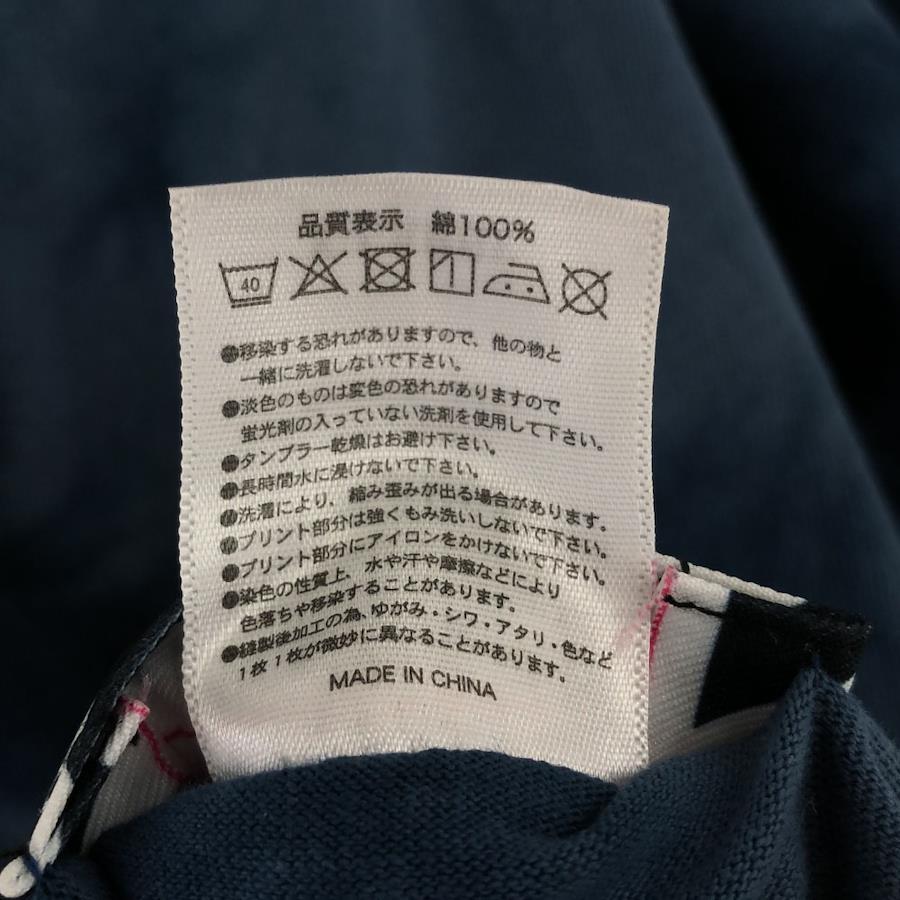 品質表示 綿100%
40
●移染する恐れがありますので、他の物と
一緒に洗濯しないで下さい。
●淡色のものは変色の恐れがありますので
蛍光剤の入っていない洗剤を使用して下さい。
●タンブラー乾燥はお避け下さい。
●長時間水に浸けないで下さい。
●洗濯により、縮み歪みが出る場合があります。
●プリント部分は強くもみ洗いしないで下さい。
●プリント部分にアイロンをかけないで下さい。
●染色の性質上、水や汗や摩擦などにより
色落ちや移染することがあります。
●縫製後加工の為、ゆがみ・シワ・アタリ・色など
1枚1枚が微妙に異なることがあります。
MADE IN CHINA